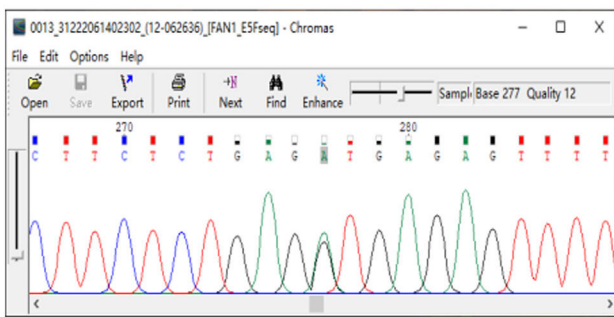 0013_31222061402302_(12-062636)_[FAN1_E5Fseq] - Chromas
File Edit Options Help
Open Save Export Print Next Find Enhance Sampl Base 277 Quality 12
270 280
C T T C T C T G A G A T G A G A G T T T T